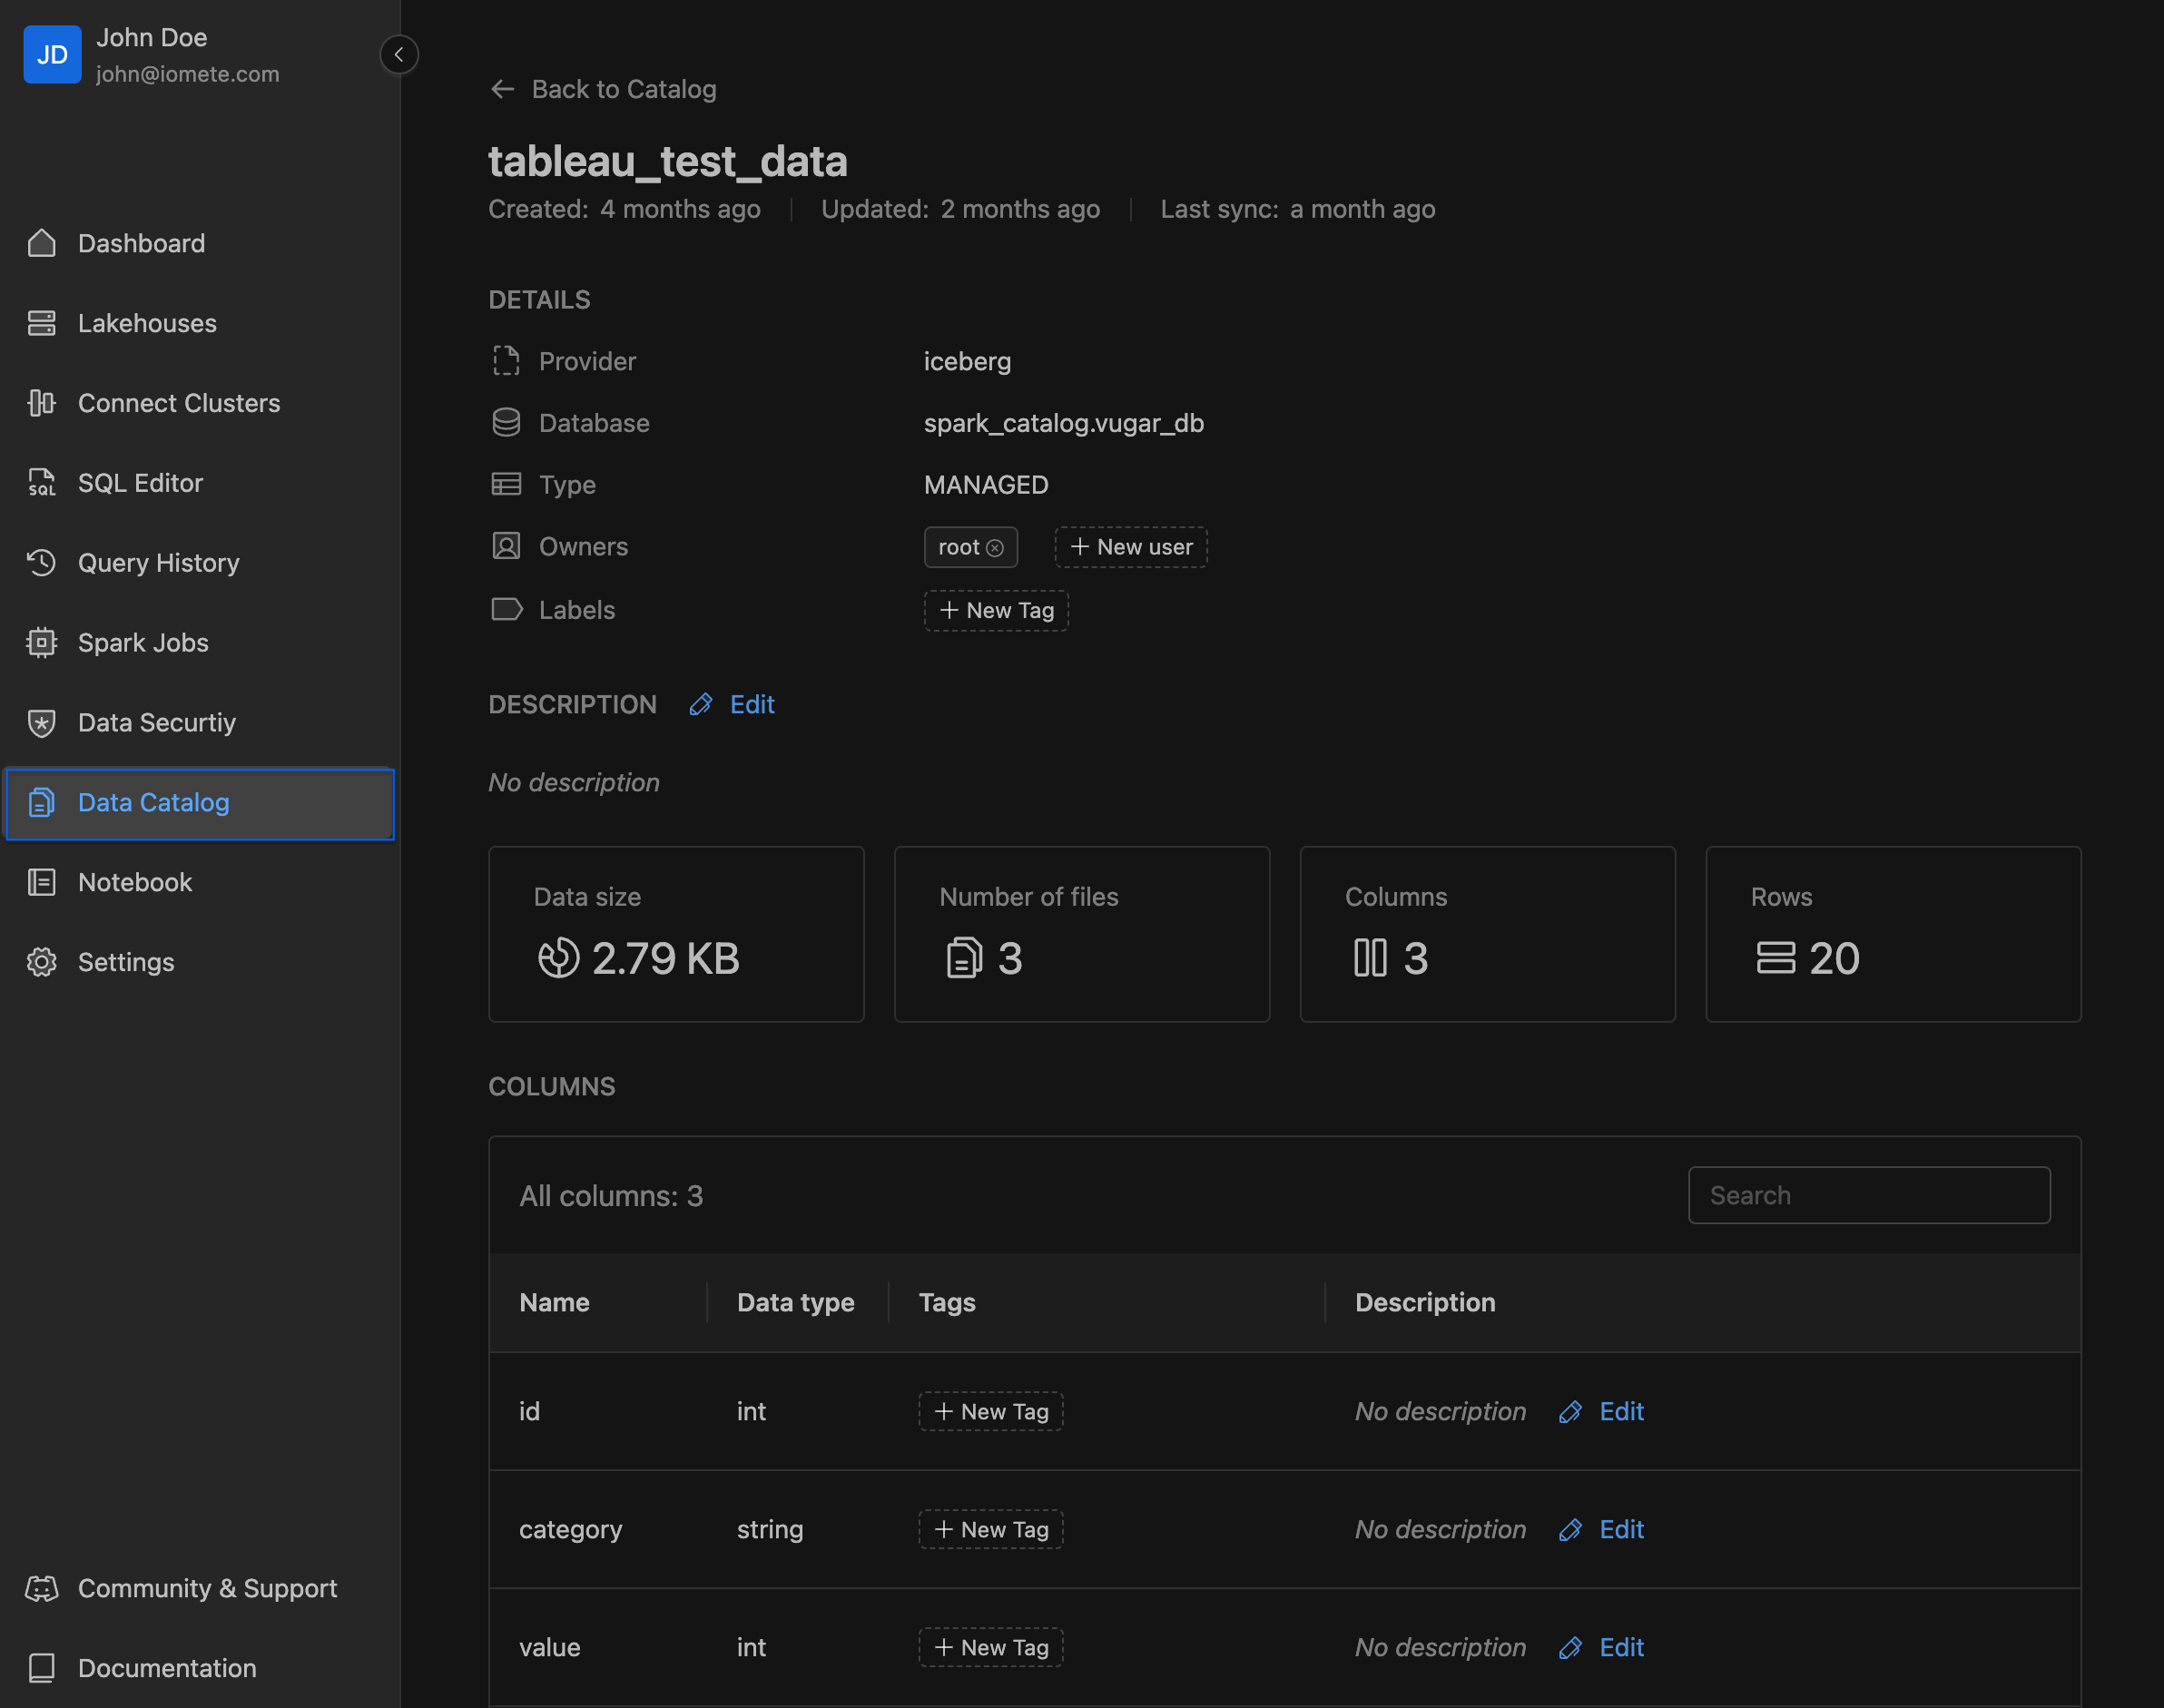 JD
John Doe
john@iomete.com
Dashboard
Lakehouses
Connect Clusters
SQL
SQL Editor
Query History
Spark Jobs
Data Securtiy
Data Catalog
Notebook
Settings
Community & Support
Documentation
Back to Catalog
tableau_test_data
Created: 4 months ago Updated: 2 months ago Last sync: a month ago
DETAILS
Provider iceberg
Database spark_catalog.vugar_db
Type MANAGED
Owners root + New user
Labels + New Tag
DESCRIPTION Edit
No description
Data size Number of files Columns Rows
2.79 KB 3 3 20
COLUMNS
All columns: 3 Search
Name Data type Tags Description
id int + New Tag No description Edit
category string + New Tag No description Edit
value int + New Tag No description Edit